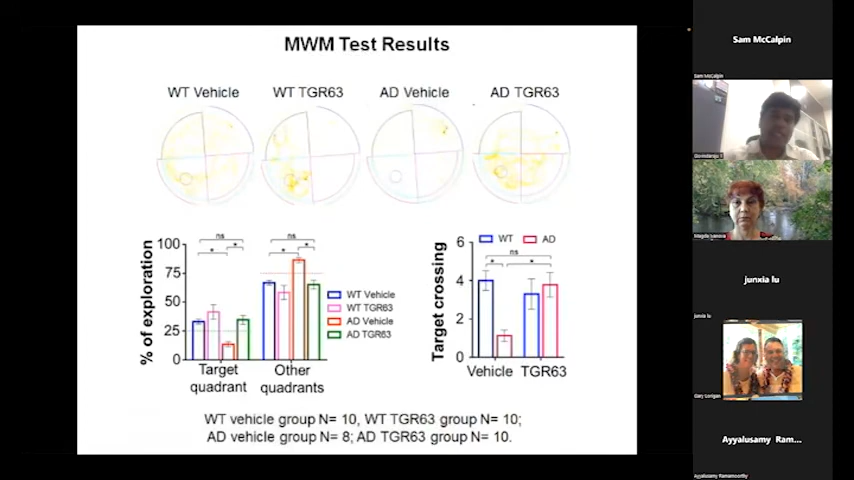 MWM Test Results
WT Vehicle
WT TGR63
AD Vehicle
AD TGR63
% of exploration
100
75
50
25
0
ns
*
*
ns
*
*
Target quadrant
Other quadrants
WT Vehicle
WT TGR63
AD Vehicle
AD TGR63
Target crossing
6
4
2
0
WT
AD
ns
*
*
Vehicle
TGR63
WT vehicle group N= 10, WT TGR63 group N= 10;
AD vehicle group N= 8; AD TGR63 group N= 10.
Sam McCalpin
Sam McCalpin
junxia lu
junxia lu
Ayyalusamy Ram...
Ayyalusamy Ramamoorthy